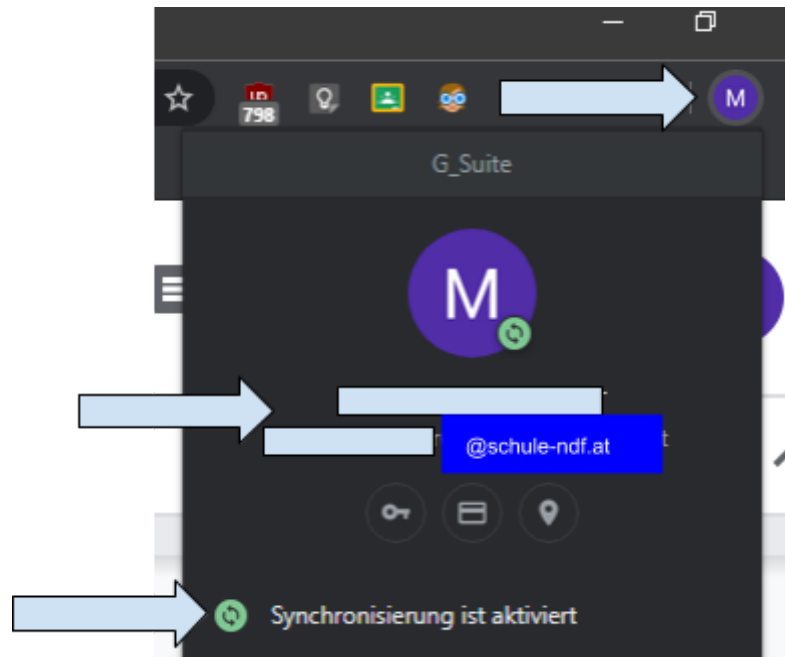 798
M
G_Suite
M
@schule-ndf.at
Synchronisierung ist aktiviert